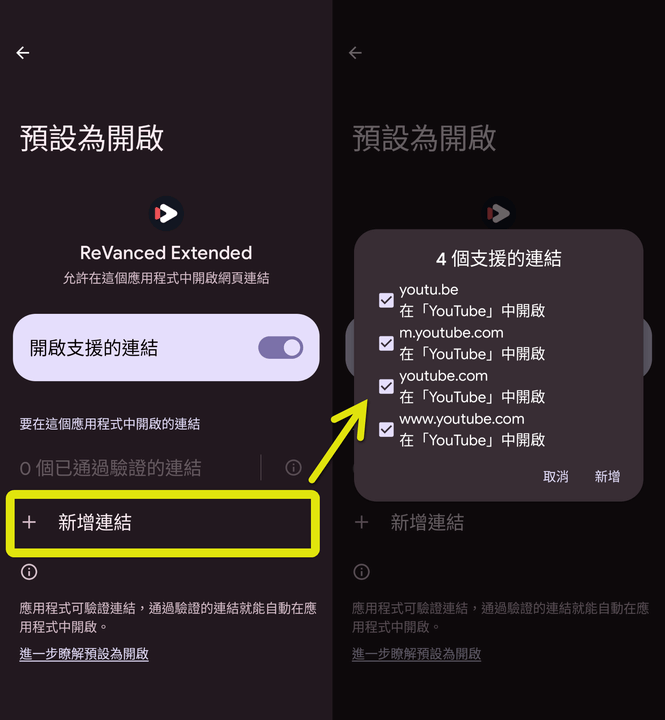 預設為開啟
ReVanced Extended
允許在這個應用程式中開啟網頁連結
開啟支援的連結
要在這個應用程式中開啟的連結
0 個已通過驗證的連結
新增連結
應用程式可驗證連結，通過驗證的連結就能自動在應
用程式中開啟。
進一步瞭解預設為開啟
預設為開啟
4 個支援的連結
youtu.be
在「YouTube」中開啟
m.youtube.com
在「YouTube」中開啟
youtube.com
在「YouTube」中開啟
www.youtube.com
在「YouTube」中開啟
取消
新增
新增連結
應用程式可驗證連結，通過驗證的連結就能自動在應
用程式中開啟。
進一步瞭解預設為開啟